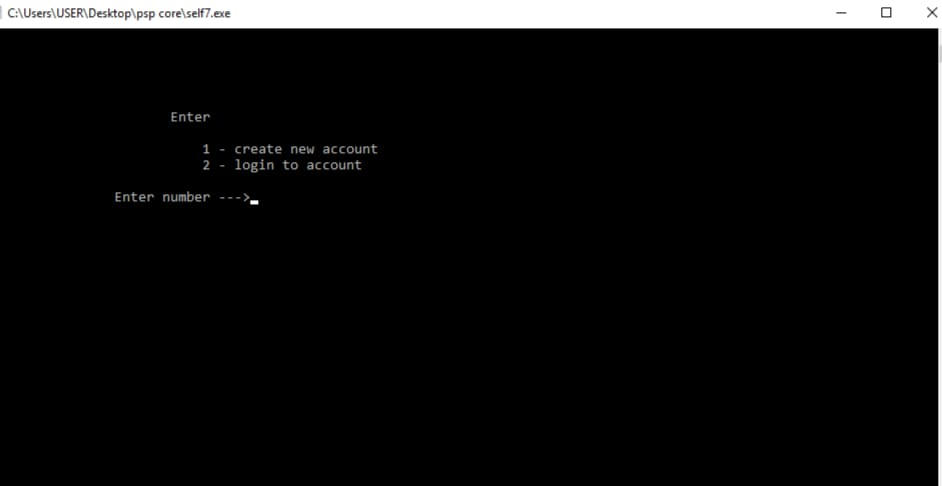 C:\Users\USER\Desktop\psp core\self7.exe
Enter
1 - create new account
2 - login to account
Enter number --->